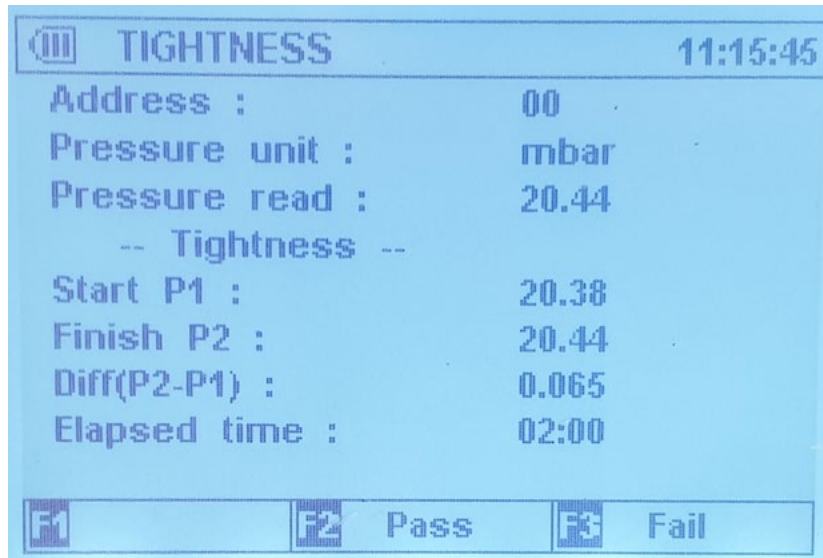 TIGHTNESS 11:15:45
Address : 00
Pressure unit : mbar
Pressure read : 20.44
-- Tightness --
Start P1 : 20.38
Finish P2 : 20.44
Diff(P2-P1) : 0.065
Elapsed time : 02:00
F1 F2 Pass F3 Fail